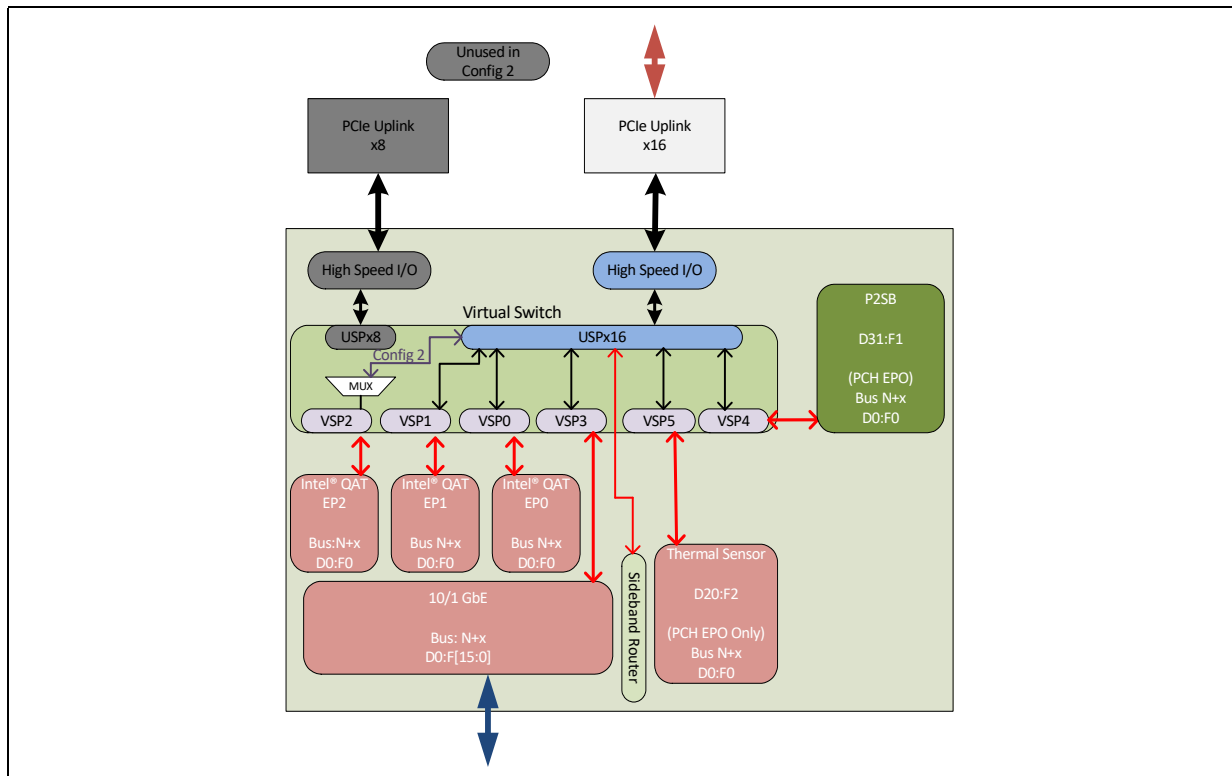 Unused in
Config 2
PCIe Uplink
x8
PCIe Uplink
x16
High Speed I/O
High Speed I/O
Virtual Switch
USPx8
USPx16
Config 2
MUX
VSP2
VSP1
VSP0
VSP3
VSP5
VSP4
P2SB
D31:F1
(PCH EPO)
Bus N+x
D0:F0
Intel® QAT
EP2
Bus:N+x
D0:F0
Intel® QAT
EP1
Bus N+x
D0:F0
Intel® QAT
EP0
Bus N+x
D0:F0
10/1 GbE
Bus: N+x
D0:F[15:0]
Sideband Router
Thermal Sensor
D20:F2
(PCH EPO Only)
Bus N+x
D0:F0